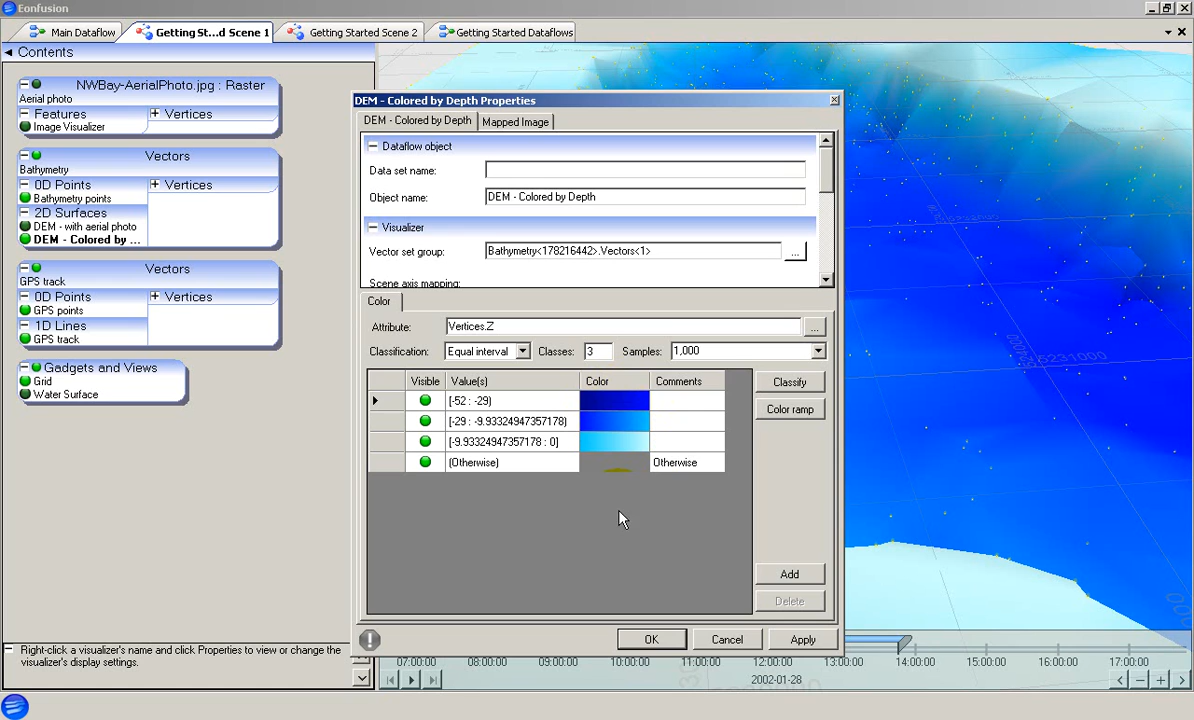 Eonfusion
Main Dataflow
Getting St...d Scene 1
Getting Started Scene 2
Getting Started Dataflows
Contents
NWBay-AerialPhoto.jpg : Raster
Aerial photo
Features
Vertices
Image Visualizer
Vectors
Bathymetry
0D Points
Vertices
Bathymetry points
2D Surfaces
DEM - with aerial photo
DEM - Colored by ...
Vectors
GPS track
0D Points
Vertices
GPS points
1D Lines
GPS track
Gadgets and Views
Grid
Water Surface
Right-click a visualizer's name and click Properties to view or change the
visualizer's display settings.
DEM - Colored by Depth Properties
DEM - Colored by Depth
Mapped Image
Dataflow object
Data set name:
Object name:
DEM - Colored by Depth
Visualizer
Vector set group:
Bathymetry<178216442>.Vectors<1>
...
Scene axis mapping:
Color
Attribute:
Vertices.Z
...
Classification:
Equal interval
Classes:
3
Samples:
1,000
Visible
Value(s)
Color
Comments
[-52 : -29)
[-29 : -9.93324947357178)
[-9.93324947357178 : 0]
(Otherwise)
Otherwise
Classify
Color ramp
Add
Delete
OK
Cancel
Apply
5231000
07:00:00
08:00:00
09:00:00
10:00:00
11:00:00
12:00:00
13:00:00
14:00:00
15:00:00
16:00:00
17:00:00
2002-01-28